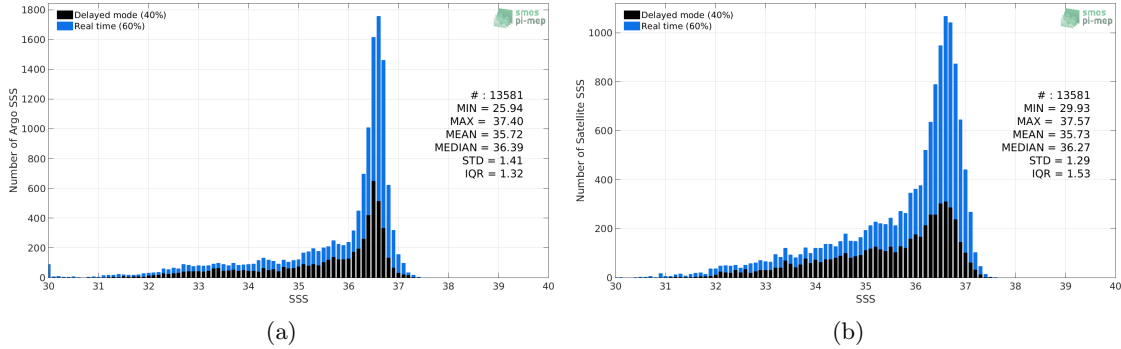 Delayed mode (40%)
Real time (60%)
smos
pi-mep
# : 13581
MIN = 25.94
MAX = 37.40
MEAN = 35.72
MEDIAN = 36.39
STD = 1.41
IQR = 1.32
Number of Argo SSS
1800
1600
1400
1200
1000
800
600
400
200
0
30 31 32 33 34 35 36 37 38 39 40
SSS
(a)
Delayed mode (40%)
Real time (60%)
smos
pi-mep
# : 13581
MIN = 29.93
MAX = 37.57
MEAN = 35.73
MEDIAN = 36.27
STD = 1.29
IQR = 1.53
Number of Satellite SSS
1000
800
600
400
200
0
30 31 32 33 34 35 36 37 38 39 40
SSS
(b)